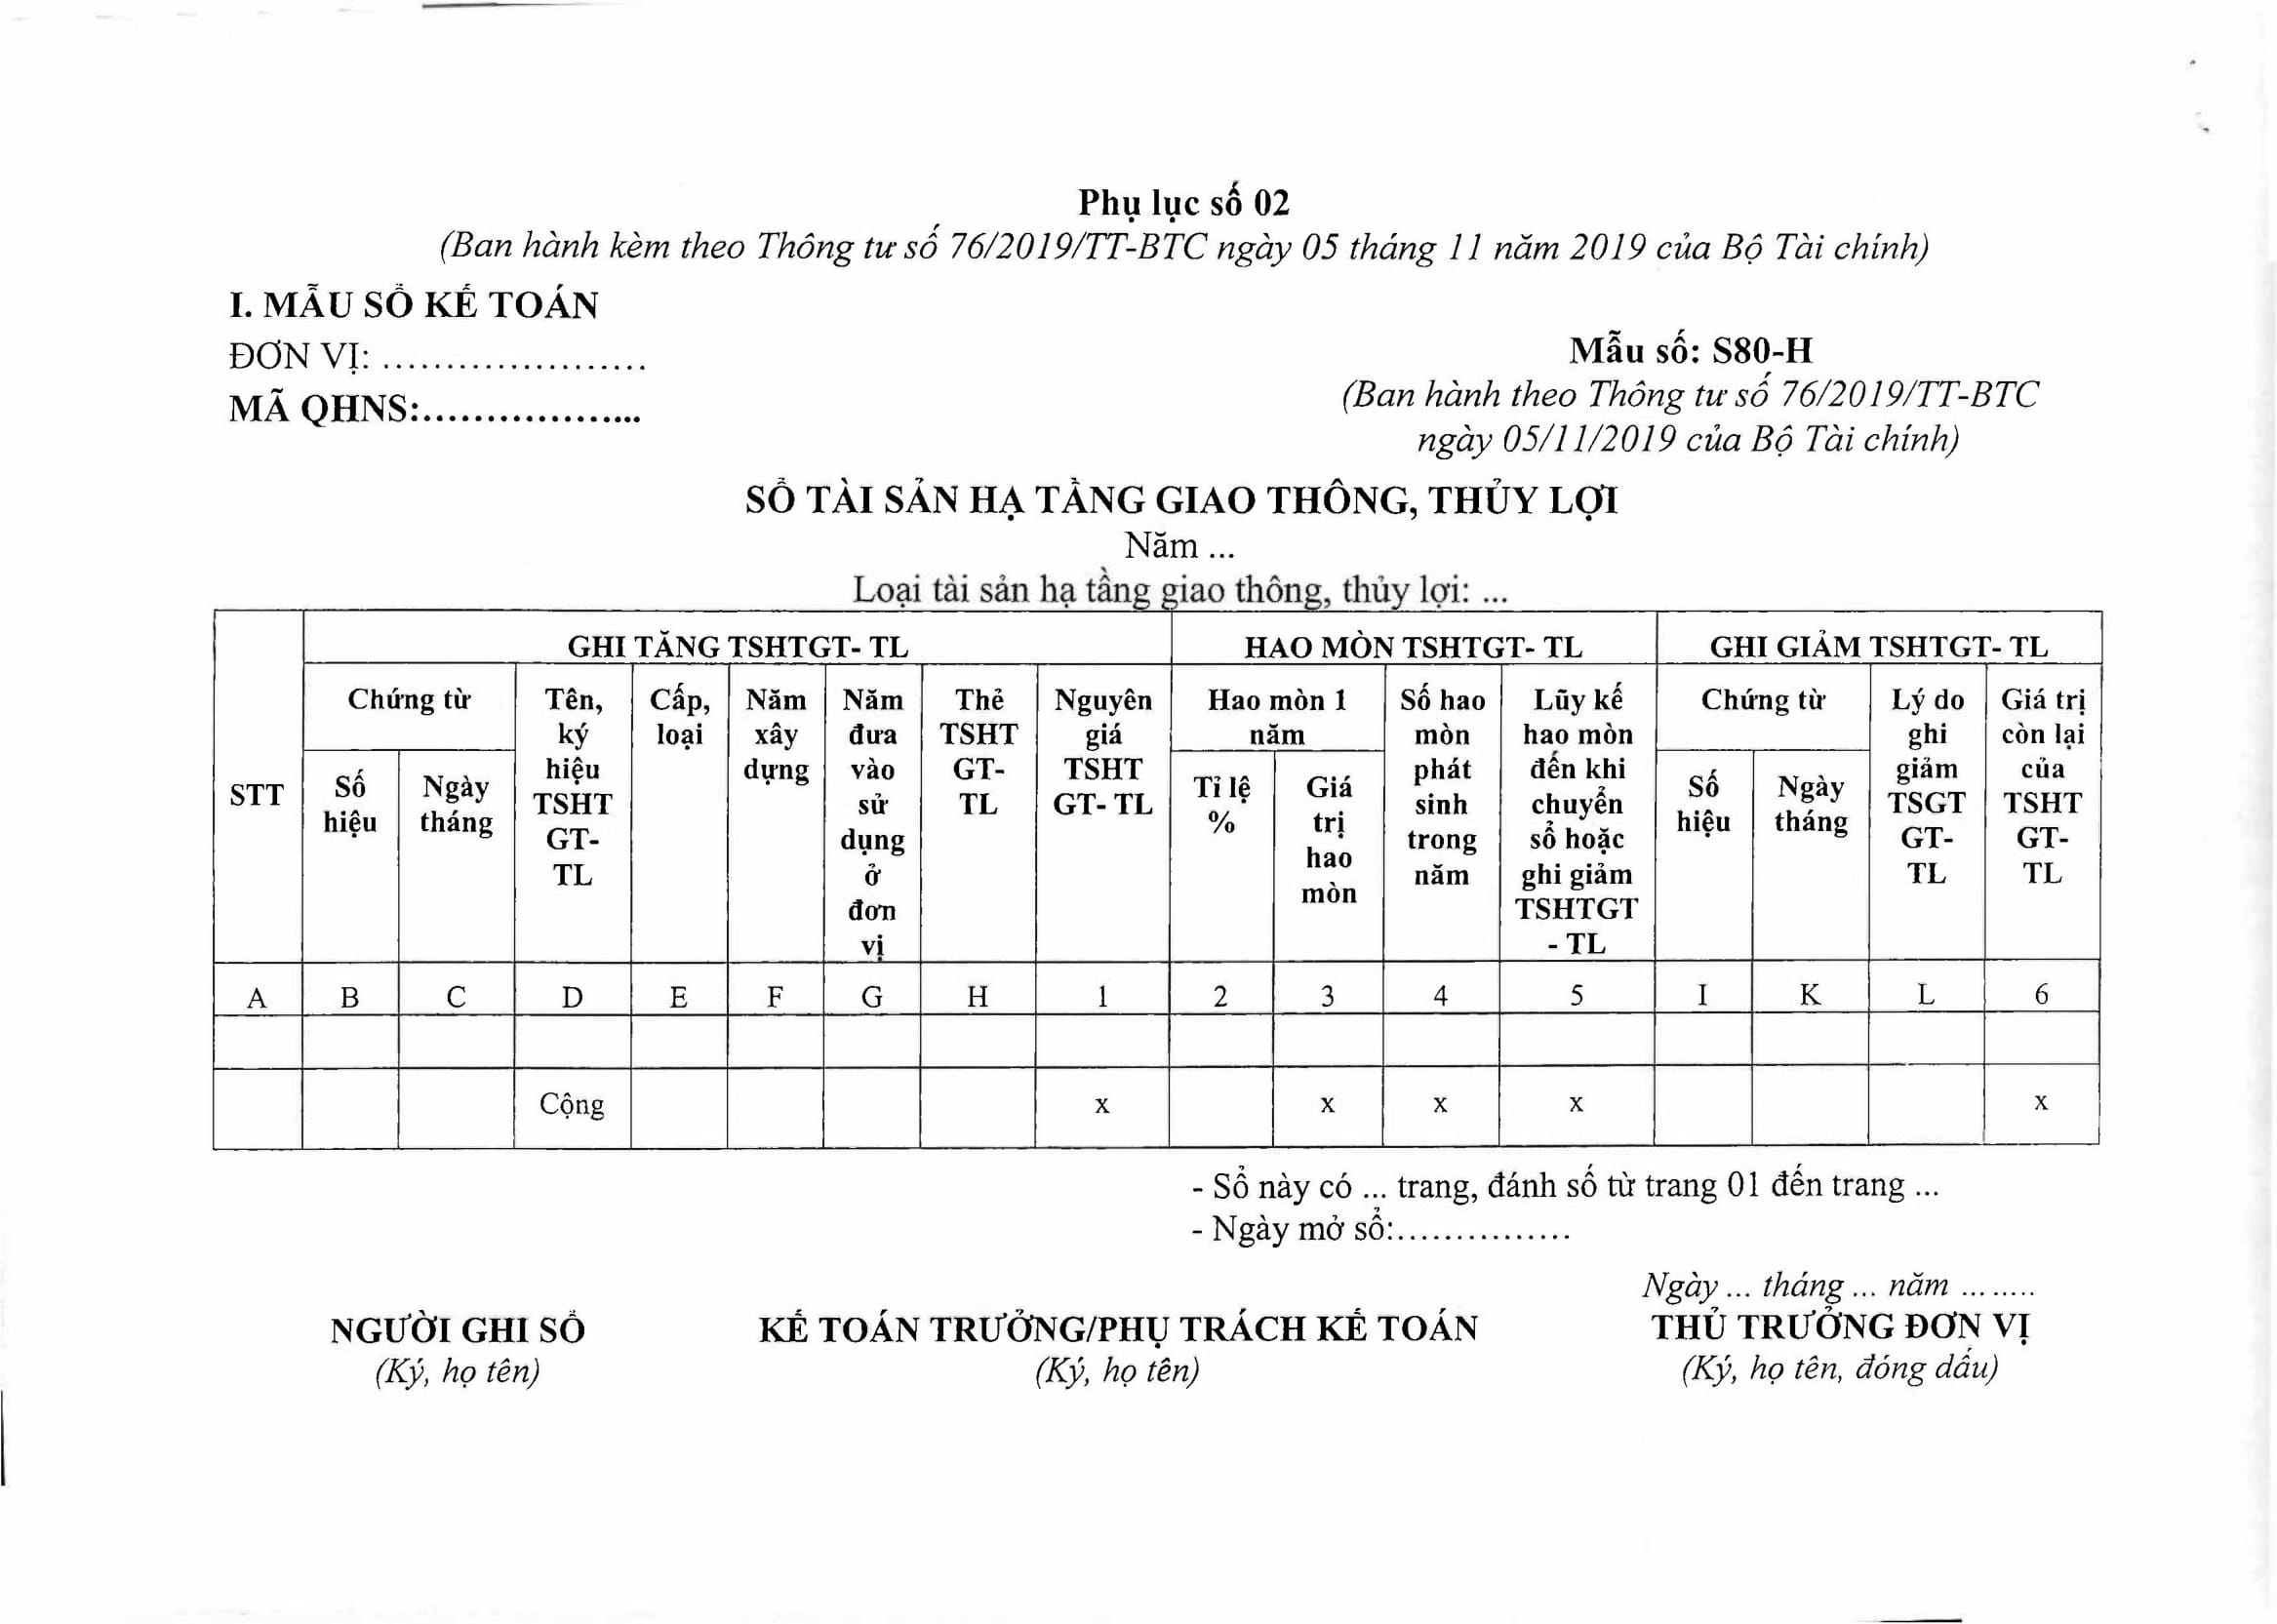 Phụ lục số 02
(Ban hành kèm theo Thông tư số 76/2019/TT-BTC ngày 05 tháng 11 năm 2019 của Bộ Tài chính)
I. MẪU SỔ KẾ TOÁN
ĐƠN VỊ: .....................
MÃ QHNS:..................
Mẫu số: S80-H
(Ban hành theo Thông tư số 76/2019/TT-BTC
ngày 05/11/2019 của Bộ Tài chính)
SỔ TÀI SẢN HẠ TẦNG GIAO THÔNG, THỦY LỢI
Năm ...
Loại tài sản hạ tầng giao thông, thủy lợi: ...
STT
GHI TĂNG TSHTGT- TL
HAO MÒN TSHTGT- TL
GHI GIẢM TSHTGT- TL
Chứng từ
Số
hiệu
Ngày
tháng
Tên,
ký
hiệu
TSHT
GT-
TL
Cấp,
loại
Năm
xây
dựng
Năm
đưa
vào
sử
dụng
ở
đơn
vị
Thẻ
TSHT
GT-
TL
Nguyên
giá
TSHT
GT- TL
Hao mòn 1
năm
Tỉ lệ
%
Giá
trị
hao
mòn
Số hao
mòn
phát
sinh
trong
năm
Lũy kế
hao mòn
đến khi
chuyển
sổ hoặc
ghi giảm
TSHTGT
- TL
Chứng từ
Số
hiệu
Ngày
tháng
Lý do
ghi
giảm
TSGT
GT-
TL
Giá trị
còn lại
của
TSHT
GT-
TL
A B C D E F G H 1 2 3 4 5 I K L 6
Cộng x x x x x
- Sổ này có ... trang, đánh số từ trang 01 đến trang ...
- Ngày mở sổ:...............
Ngày ... tháng ... năm ........
NGƯỜI GHI SỔ
(Ký, họ tên)
KẾ TOÁN TRƯỞNG/PHỤ TRÁCH KẾ TOÁN
(Ký, họ tên)
THỦ TRƯỞNG ĐƠN VỊ
(Ký, họ tên, đóng dấu)